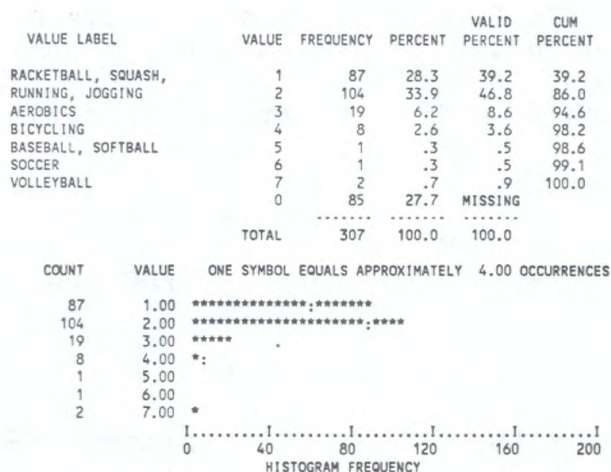 VALID CUM
VALUE LABEL VALUE FREQUENCY PERCENT PERCENT PERCENT
RACKETBALL, SQUASH, 1 87 28.3 39.2 39.2
RUNNING, JOGGING 2 104 33.9 46.8 86.0
AEROBICS 3 19 6.2 8.6 94.6
BICYCLING 4 8 2.6 3.6 98.2
BASEBALL, SOFTBALL 5 1 .3 .5 98.6
SOCCER 6 1 .3 .5 99.1
VOLLEYBALL 7 2 .7 .9 100.0
0 85 27.7 MISSING
------- ------- -------
TOTAL 307 100.0 100.0
COUNT VALUE ONE SYMBOL EQUALS APPROXIMATELY 4.00 OCCURRENCES
87 1.00 ***************:*******
104 2.00 **********************:****
19 3.00 ***** .
8 4.00 *:
1 5.00
1 6.00
2 7.00 *
I.........I.........I.........I.........I.........I
0 40 80 120 160 200
HISTOGRAM FREQUENCY